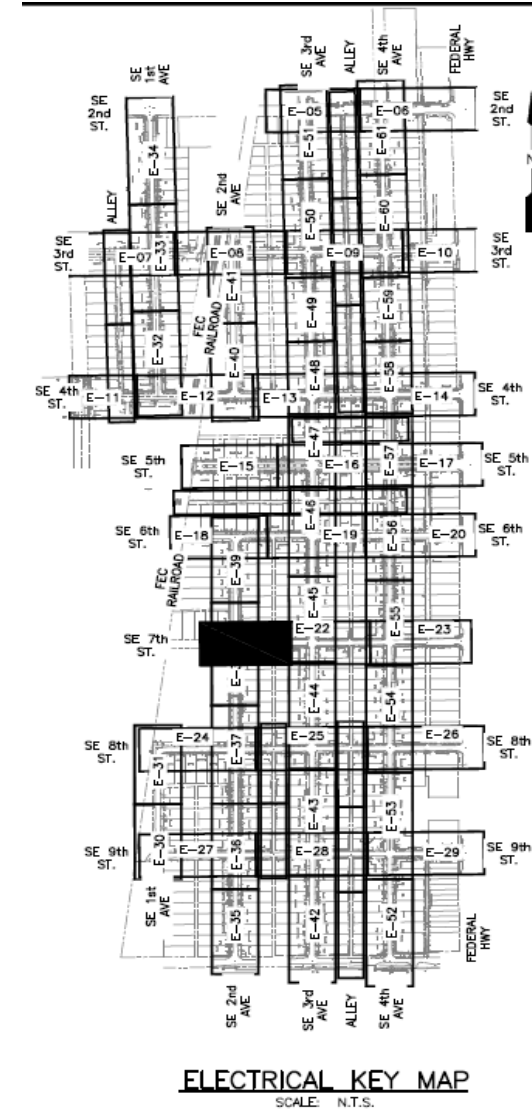 SE
1st
AVE
SE 3rd
AVE
ALLEY
SE 4th
AVE
FEDERAL
HWY
SE
2nd
ST.
E-05
E-06
SE
2nd
ST.
E-51
E-61
E-34
SE 2nd
AVE
ALLEY
E-50
E-60
SE
3rd
ST.
E-07
E-33
E-08
E-09
E-10
SE
3rd
ST.
E-41
FEC
RAILROAD
E-49
E-59
E-32
E-40
E-48
E-58
SE 4th
ST.
E-11
E-12
E-13
E-14
SE 4th
ST.
E-47
E-57
SE 5th
ST.
E-15
E-16
E-17
SE 5th
ST.
E-46
E-56
SE 6th
ST.
E-18
E-19
E-20
SE 6th
ST.
FEC
RAILROAD
E-39
E-45
E-55
SE 7th
ST.
E-22
E-23
E-44
E-54
SE 8th
ST.
E-24
E-37
E-25
E-26
SE 8th
ST.
E-31
E-43
E-53
SE 9th
ST.
E-30
E-27
E-36
E-28
E-29
SE 9th
ST.
SE 1st
AVE
E-35
E-42
E-52
FEDERAL
HWY
SE 2nd
AVE
SE 3rd
AVE
ALLEY
SE 4th
AVE
ELECTRICAL KEY MAP
SCALE: N.T.S.